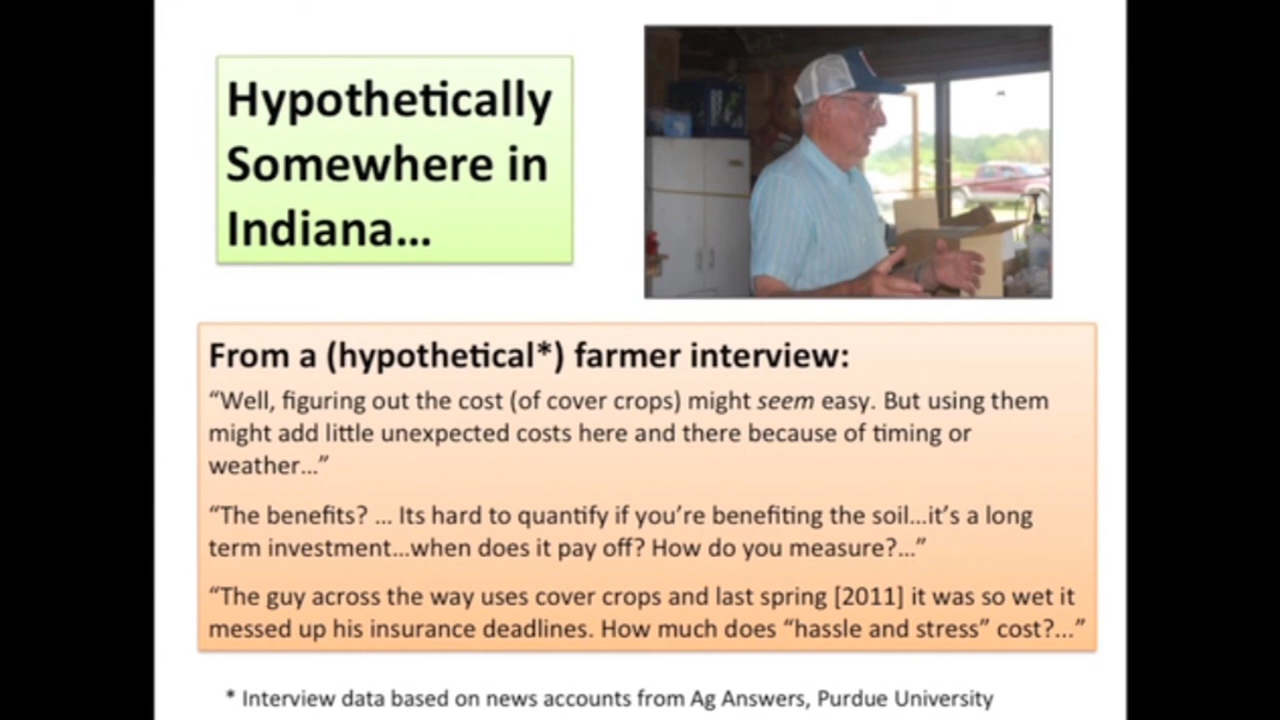 Hypothetically
Somewhere in
Indiana...
From a (hypothetical*) farmer interview:
“Well, figuring out the cost (of cover crops) might seem easy. But using them
might add little unexpected costs here and there because of timing or
weather...”
“The benefits? ... Its hard to quantify if you’re benefiting the soil...it’s a long
term investment...when does it pay off? How do you measure?...”
“The guy across the way uses cover crops and last spring [2011] it was so wet it
messed up his insurance deadlines. How much does “hassle and stress” cost?...”
* Interview data based on news accounts from Ag Answers, Purdue University